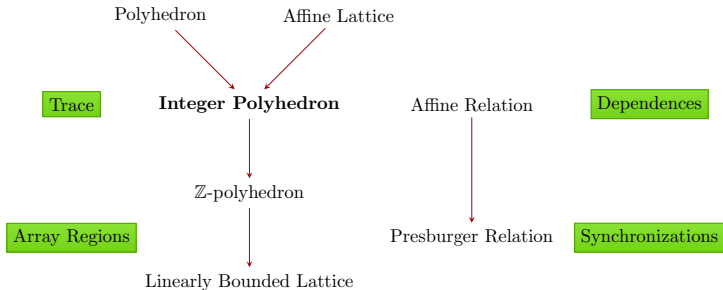 Polyhedron
Affine Lattice
Trace
Integer Polyhedron
Affine Relation
Dependences
ℤ-polyhedron
Array Regions
Presburger Relation
Synchronizations
Linearly Bounded Lattice